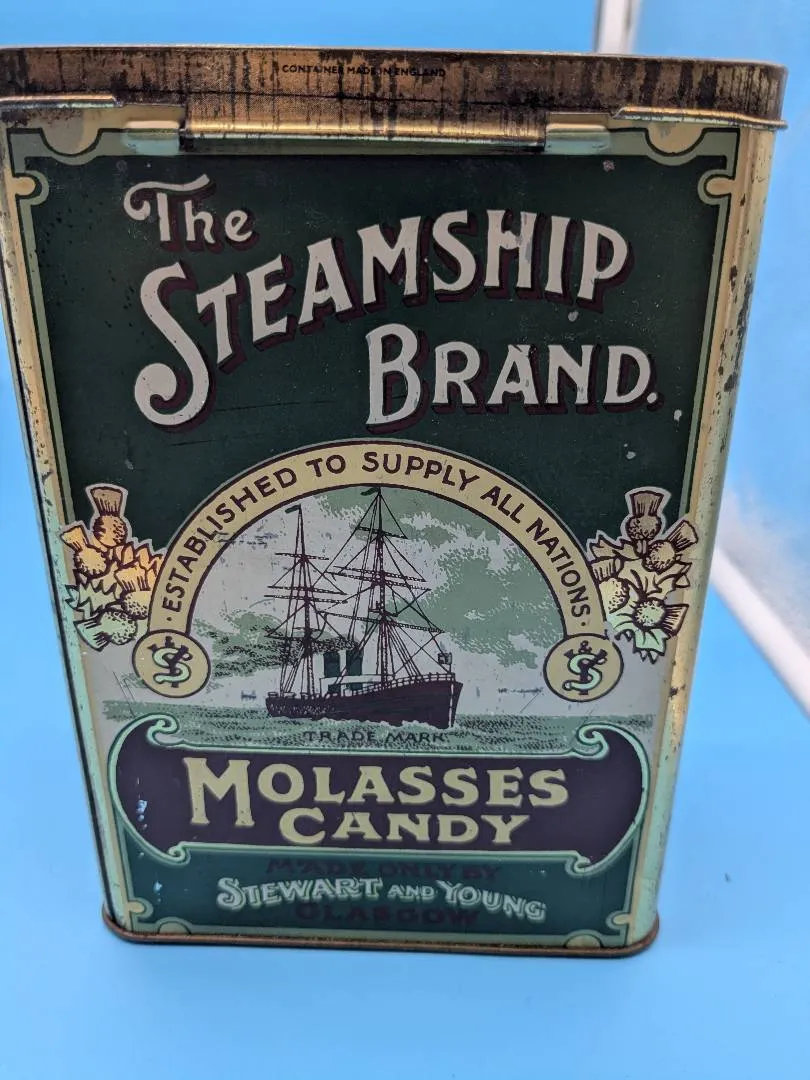 CONTAINER MADE IN ENGLAND
The
STEAMSHIP
BRAND.
·ESTABLISHED TO SUPPLY ALL NATIONS·
S&Y
S&Y
TRADE MARK
MOLASSES
CANDY
MADE ONLY BY
STEWART AND YOUNG
GLASGOW